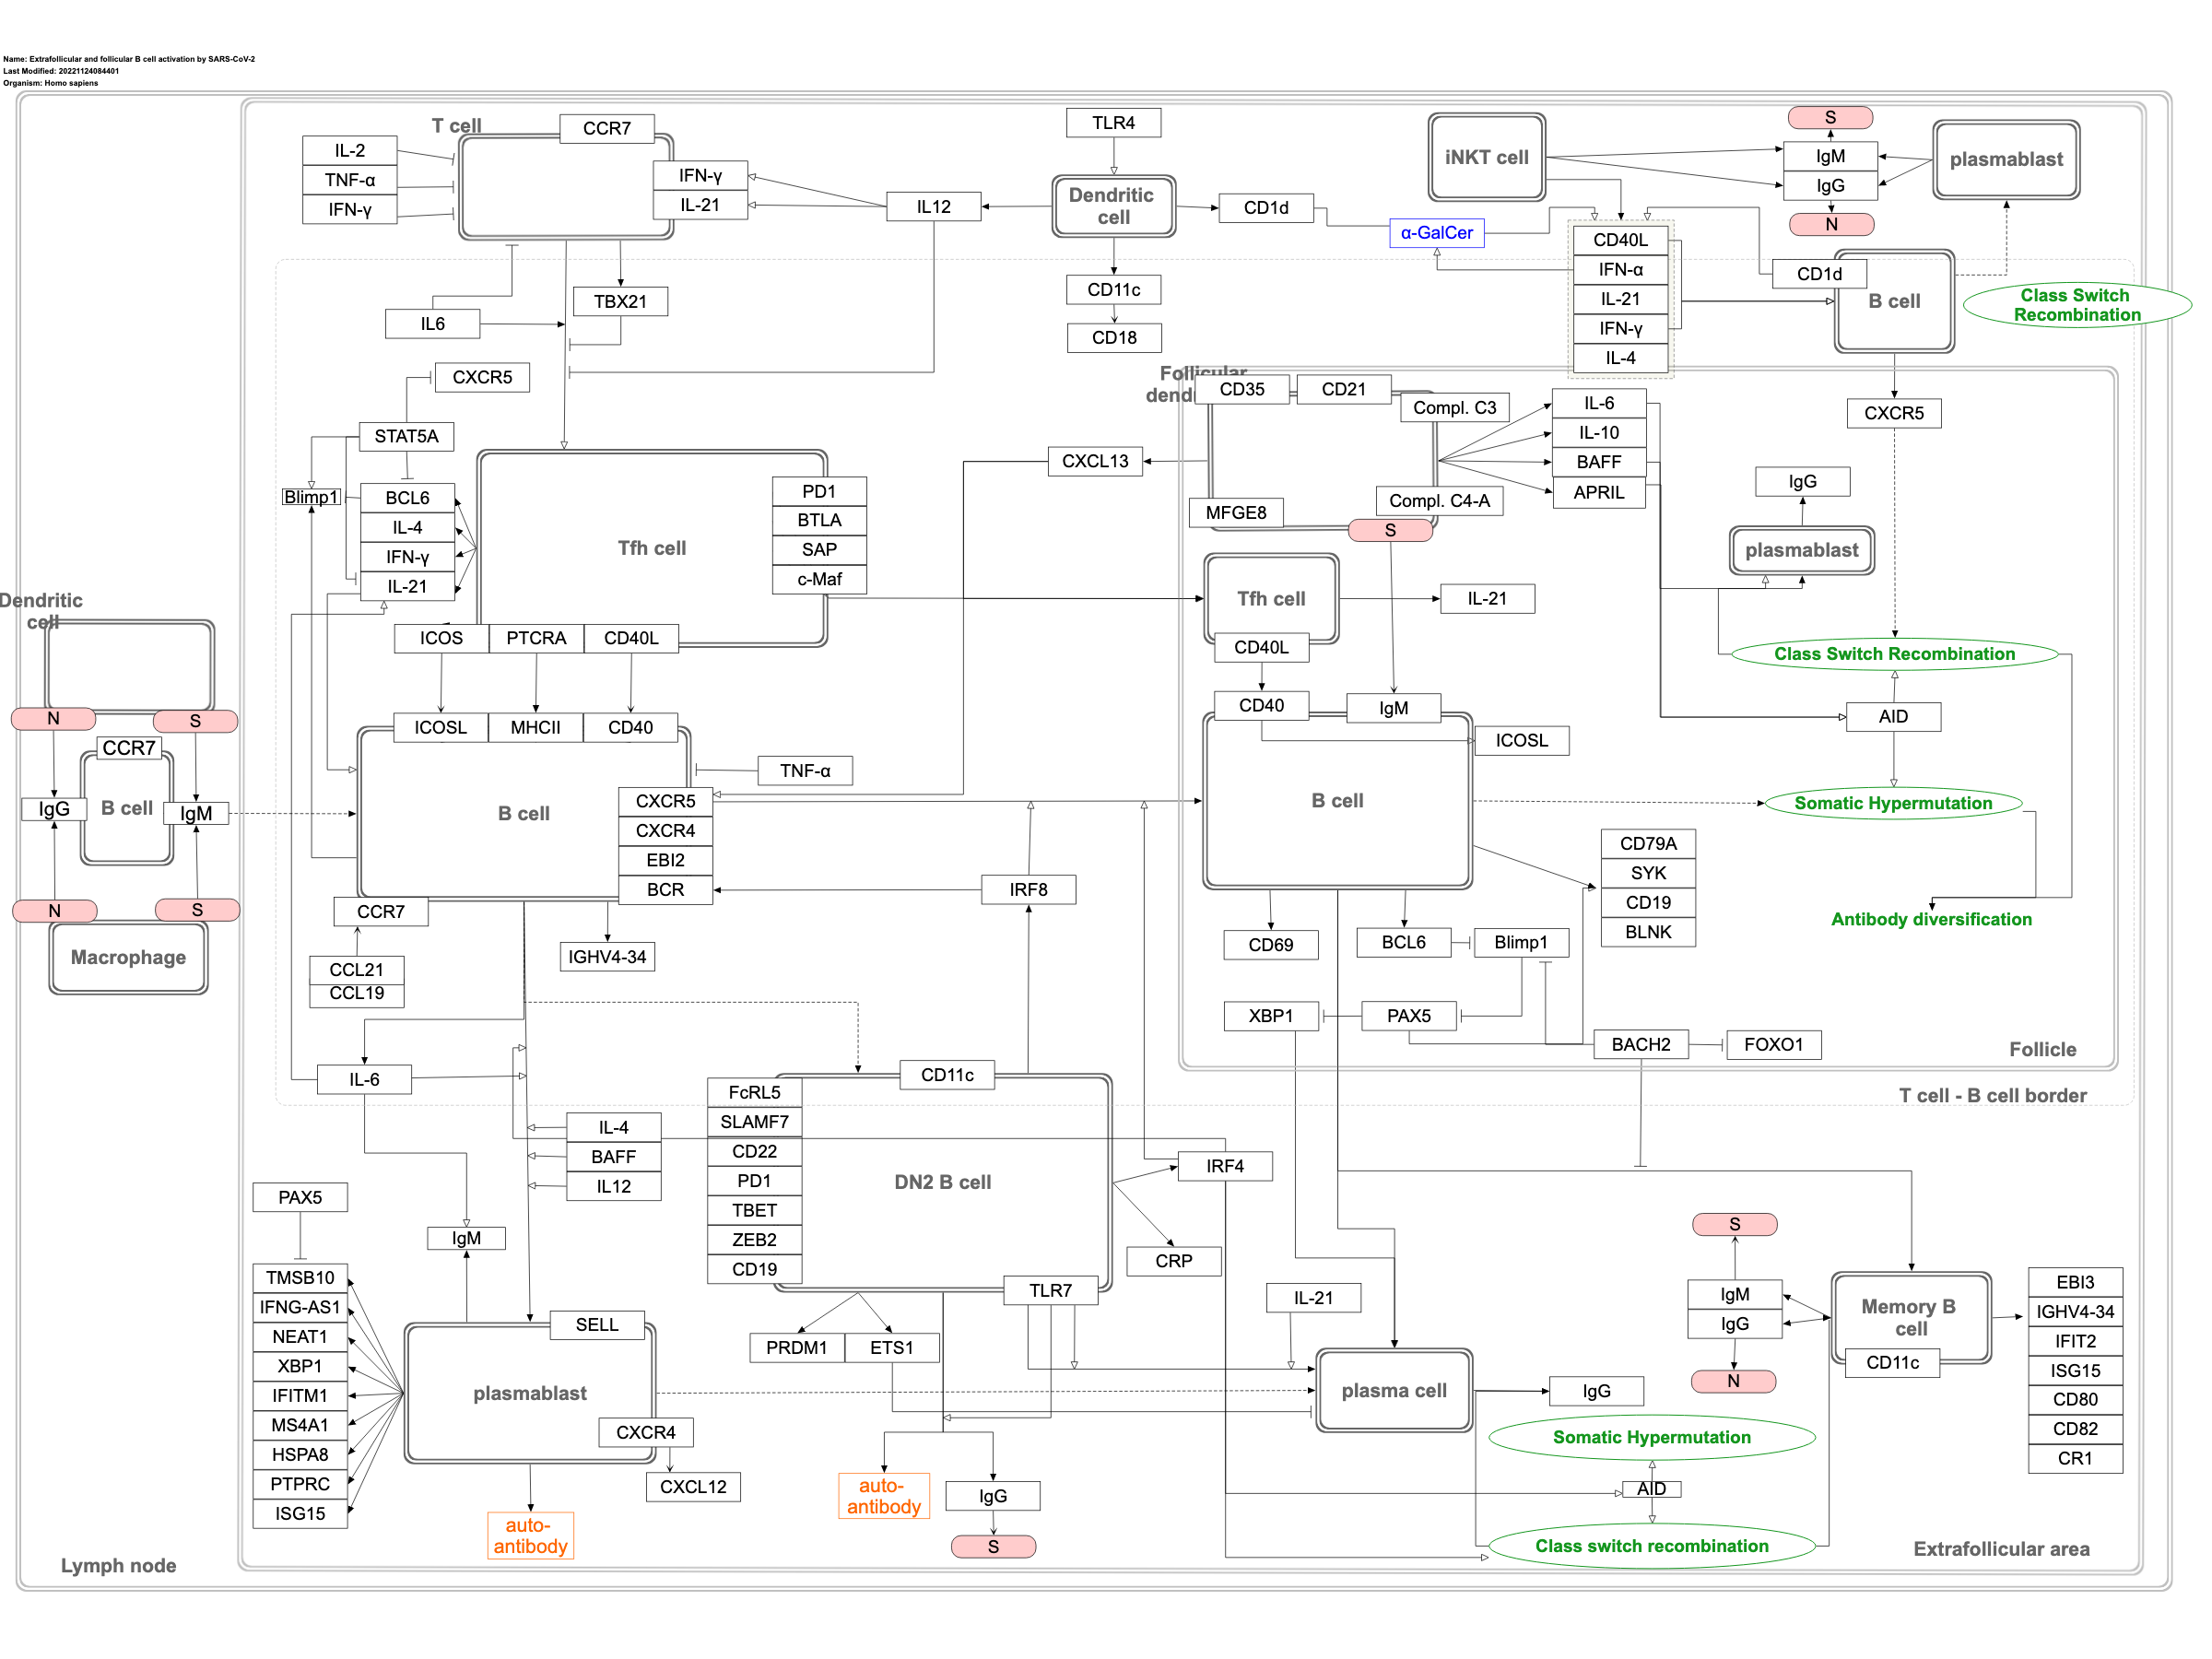 Name: Extrafollicular and follicular B cell activation by SARS-CoV-2
Last Modified: 20221124084401
Organism: Homo sapiens
T cell
CCR7
IL-2
TNF-α
IFN-γ
IFN-γ
IL-21
IL12
TLR4
Dendritic
cell
CD1d
α-GalCer
CD11c
CD18
iNKT cell
S
IgM
IgG
N
plasmablast
CD40L
IFN-α
IL-21
IFN-γ
IL-4
CD1d
B cell
Class Switch
Recombination
TBX21
IL6
CXCR5
STAT5A
Blimp1
BCL6
IL-4
IFN-γ
IL-21
Tfh cell
PD1
BTLA
SAP
c-Maf
ICOS
PTCRA
CD40L
Follicular
CD35
CD21
Compl. C3
CXCL13
MFGE8
Compl. C4-A
S
IL-6
IL-10
BAFF
APRIL
CXCR5
IgG
plasmablast
Tfh cell
CD40L
IL-21
Class Switch Recombination
AID
Somatic Hypermutation
Antibody diversification
Dendritic
cell
N
S
CCR7
B cell
IgG
IgM
N
S
Macrophage
ICOSL
MHCII
CD40
TNF-α
B cell
CXCR5
CXCR4
EBI2
BCR
CCR7
CCL21
CCL19
IGHV4-34
IRF8
CD40
IgM
ICOSL
B cell
CD79A
SYK
CD19
BLNK
CD69
BCL6
Blimp1
XBP1
PAX5
BACH2
FOXO1
Follicle
T cell - B cell border
IL-6
IL-4
BAFF
IL12
CD11c
FcRL5
SLAMF7
CD22
PD1
TBET
ZEB2
CD19
DN2 B cell
TLR7
IRF4
CRP
PAX5
IgM
TMSB10
IFNG-AS1
NEAT1
XBP1
IFITM1
MS4A1
HSPA8
PTPRC
ISG15
SELL
plasmablast
CXCR4
CXCL12
auto-
antibody
PRDM1
ETS1
auto-
antibody
IgG
S
IL-21
plasma cell
IgG
S
IgM
IgG
N
Memory B
cell
CD11c
EBI3
IGHV4-34
IFIT2
ISG15
CD80
CD82
CR1
Somatic Hypermutation
AID
Class switch recombination
Extrafollicular area
Lymph node